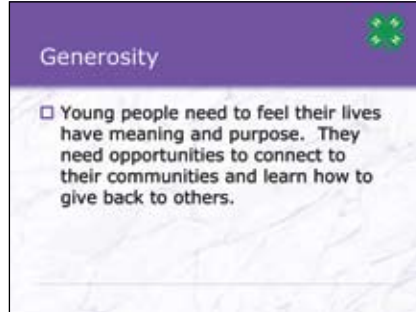 Generosity
Young people need to feel their lives
have meaning and purpose. They
need opportunities to connect to
their communities and learn how to
give back to others.